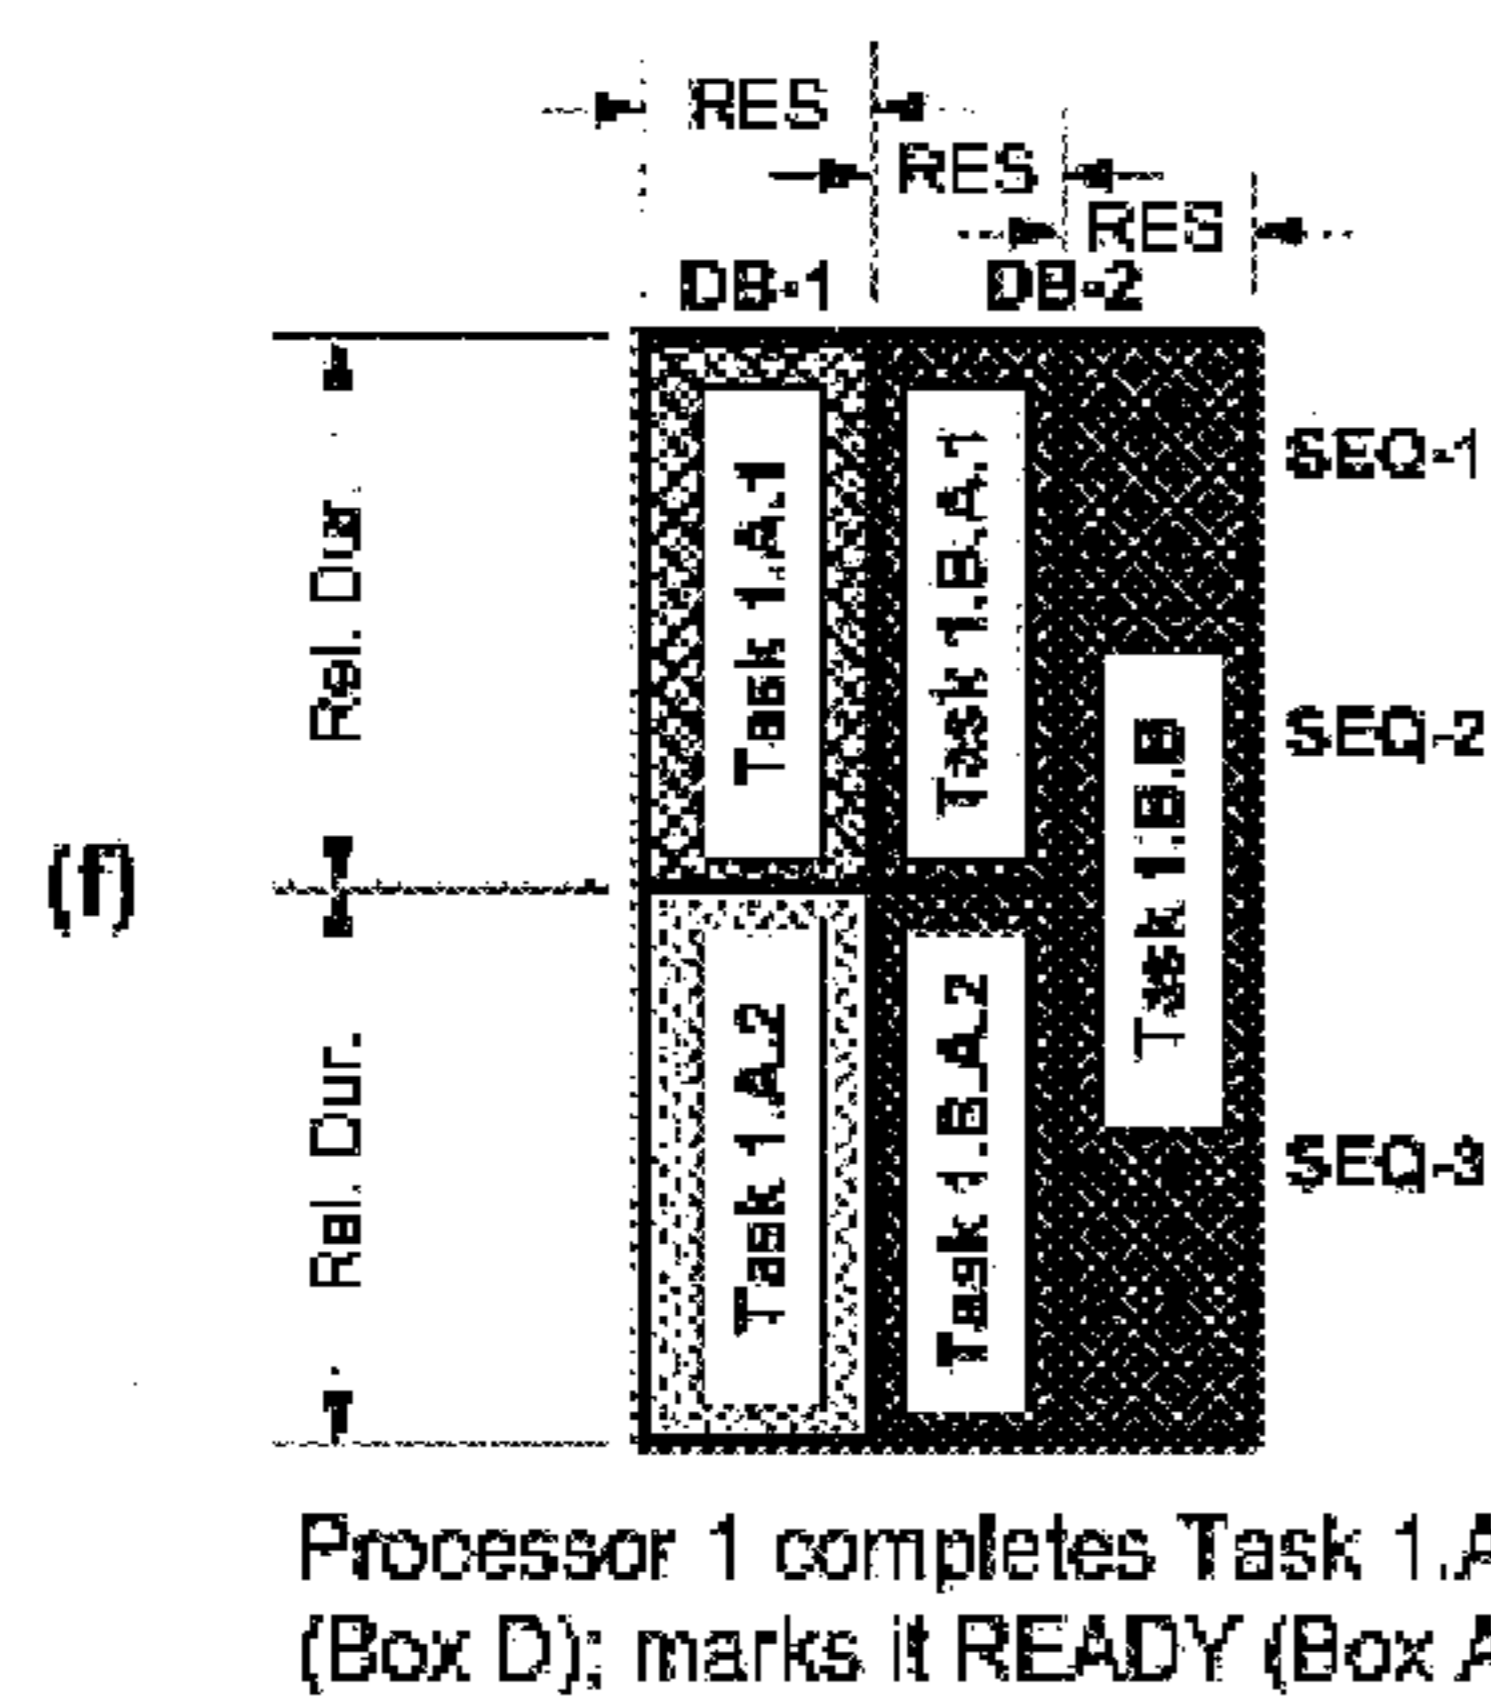 RES
RES
RES
DB-1 DB-2
Rel. Dur.
Task 1.A.1
Task 1.B.A.1
SEQ-1
SEQ-2
Task 1.B.B
(f)
Rel. Dur.
Task 1.A.2
Task 1.B.A.2
SEQ-3
Processor 1 completes Task 1.A
(Box D); marks it READY (Box A